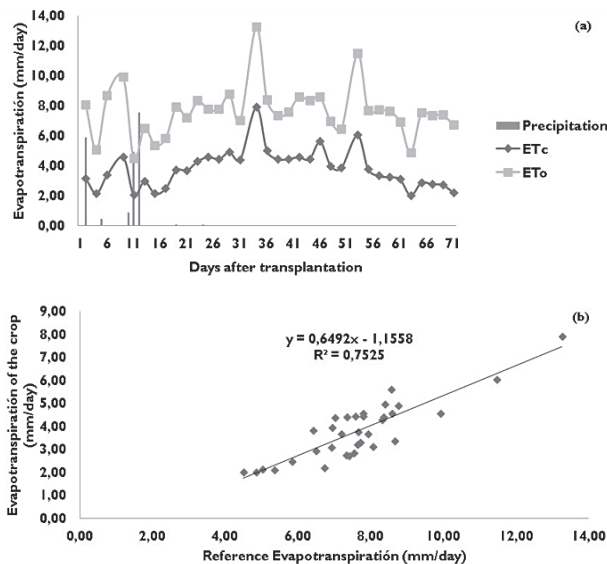 14,00
12,00
10,00
8,00
6,00
4,00
2,00
0,00
Evapotranspiratión (mm/day)
(a)
Precipitation
ETc
ETo
1 6 11 16 21 26 31 36 41 46 51 56 61 66 71
Days after transplantation
9,00
8,00
7,00
6,00
5,00
4,00
3,00
2,00
1,00
0,00
Evapotranspiratión of the crop
(mm/day)
(b)
y = 0,6492x - 1,1558
R² = 0,7525
0,00 2,00 4,00 6,00 8,00 10,00 12,00 14,00
Reference Evapotranspiratión (mm/day)